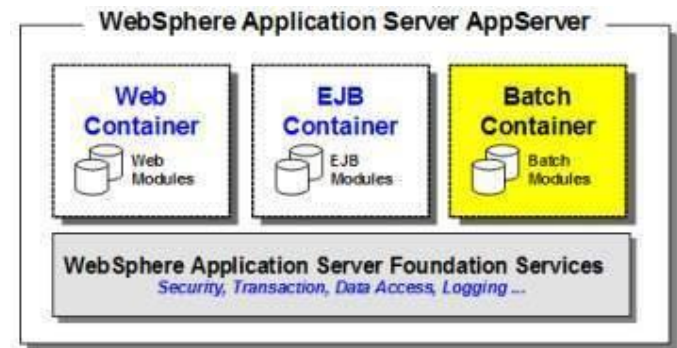 WebSphere Application Server AppServer
Web
Container
Web
Modules
EJB
Container
EJB
Modules
Batch
Container
Batch
Modules
WebSphere Application Server Foundation Services
Security, Transaction, Data Access, Logging ...